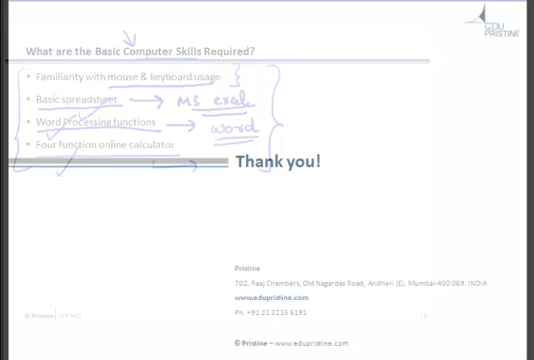 EDU
PRISTINE
What are the Basic Computer Skills Required?
• Familiarity with mouse & keyboard usage
• Basic spreadsheet → MS excel
• Word Processing functions → word
• Four function online calculator
Thank you!
Pristine
702, Raaj Chambers, Old Nagardas Road, Andheri (E), Mumbai-400 069. INDIA
www.edupristine.com
Ph. +91 22 3215 6191
© Pristine
© Pristine – www.edupristine.com